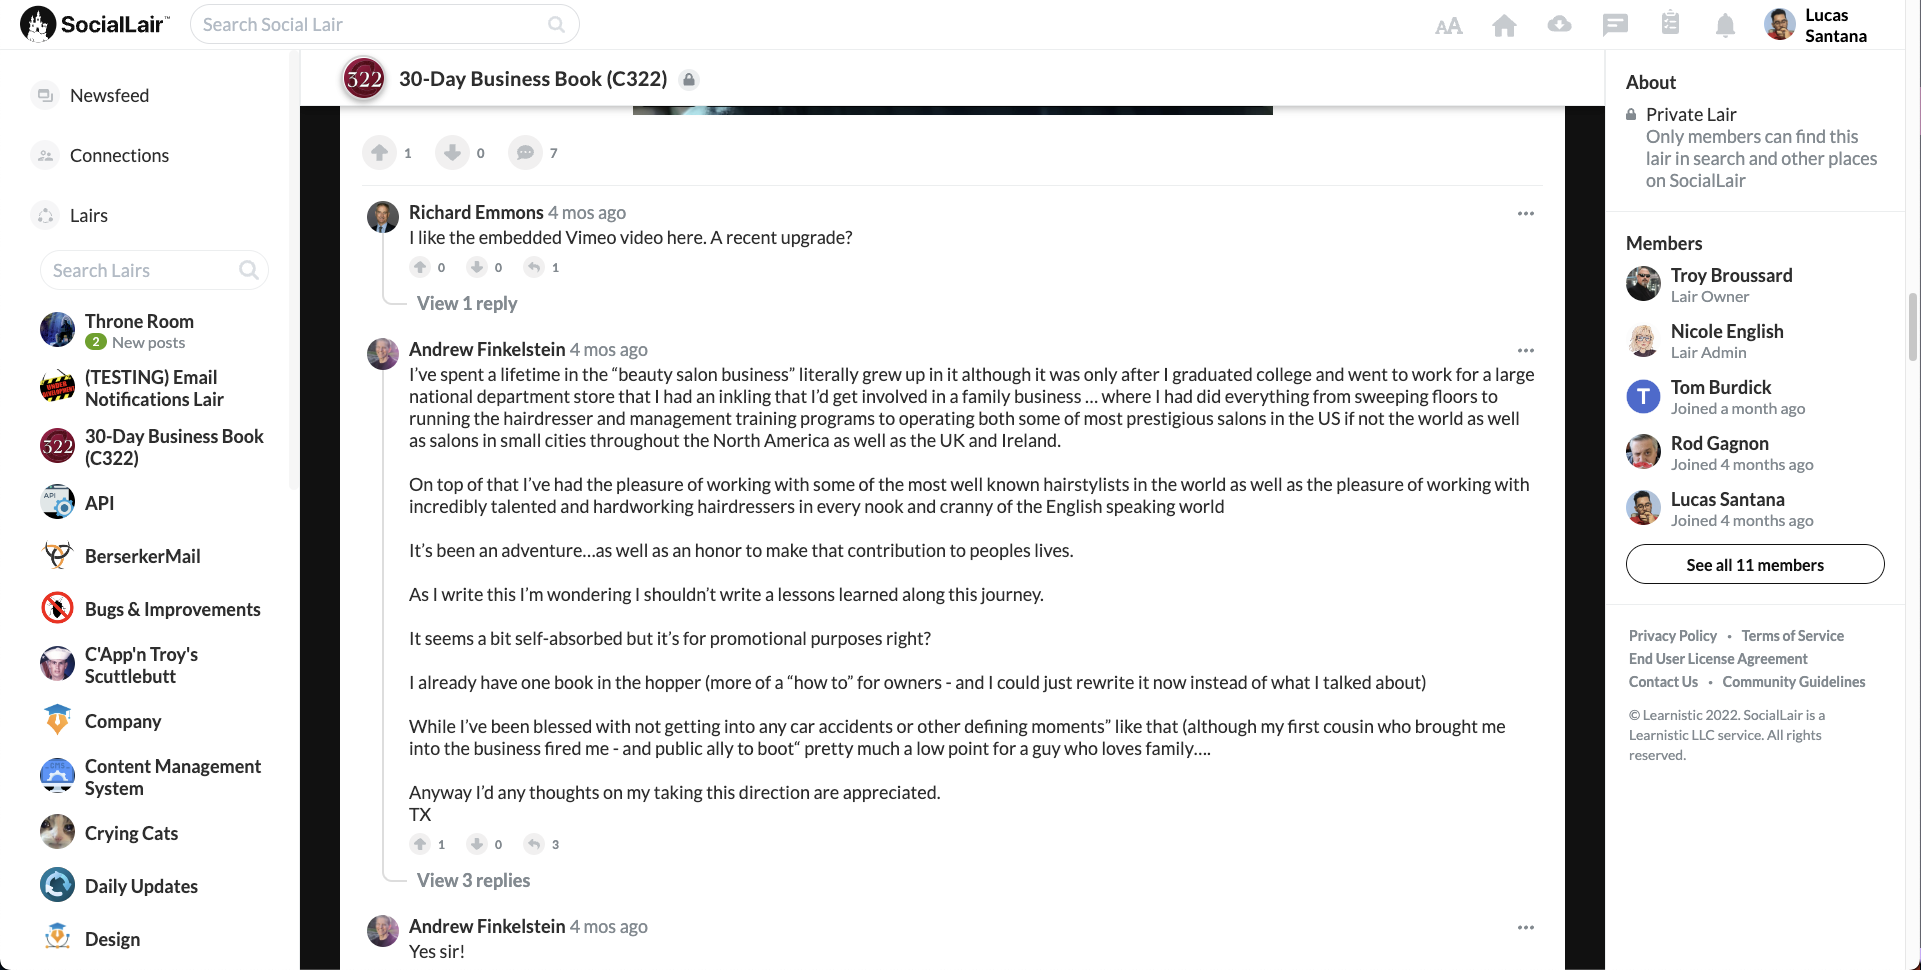 SocialLair™
Search Social Lair
AA
Lucas
Santana
Newsfeed
Connections
Lairs
Search Lairs
Throne Room
2 New posts
(TESTING) Email
Notifications Lair
322
30-Day Business Book
(C322)
API
API
BerserkerMail
Bugs & Improvements
C'App'n Troy's
Scuttlebutt
Company
Content Management
System
Crying Cats
Daily Updates
Design
322 30-Day Business Book (C322)
1 0 7
Richard Emmons 4 mos ago
I like the embedded Vimeo video here. A recent upgrade?
0 0 1
View 1 reply
Andrew Finkelstein 4 mos ago
I’ve spent a lifetime in the “beauty salon business” literally grew up in it although it was only after I graduated college and went to work for a large
national department store that I had an inkling that I’d get involved in a family business … where I had did everything from sweeping floors to
running the hairdresser and management training programs to operating both some of most prestigious salons in the US if not the world as well
as salons in small cities throughout the North America as well as the UK and Ireland.
On top of that I’ve had the pleasure of working with some of the most well known hairstylists in the world as well as the pleasure of working with
incredibly talented and hardworking hairdressers in every nook and cranny of the English speaking world
It’s been an adventure…as well as an honor to make that contribution to peoples lives.
As I write this I’m wondering I shouldn’t write a lessons learned along this journey.
It seems a bit self-absorbed but it’s for promotional purposes right?
I already have one book in the hopper (more of a “how to” for owners - and I could just rewrite it now instead of what I talked about)
While I’ve been blessed with not getting into any car accidents or other defining moments” like that (although my first cousin who brought me
into the business fired me - and public ally to boot“ pretty much a low point for a guy who loves family….
Anyway I’d any thoughts on my taking this direction are appreciated.
TX
1 0 3
View 3 replies
Andrew Finkelstein 4 mos ago
Yes sir!
About
Private Lair
Only members can find this
lair in search and other places
on SocialLair
Members
Troy Broussard
Lair Owner
Nicole English
Lair Admin
T
Tom Burdick
Joined a month ago
Rod Gagnon
Joined 4 months ago
Lucas Santana
Joined 4 months ago
See all 11 members
Privacy Policy • Terms of Service
End User License Agreement
Contact Us • Community Guidelines
© Learnistic 2022. SocialLair is a
Learnistic LLC service. All rights
reserved.